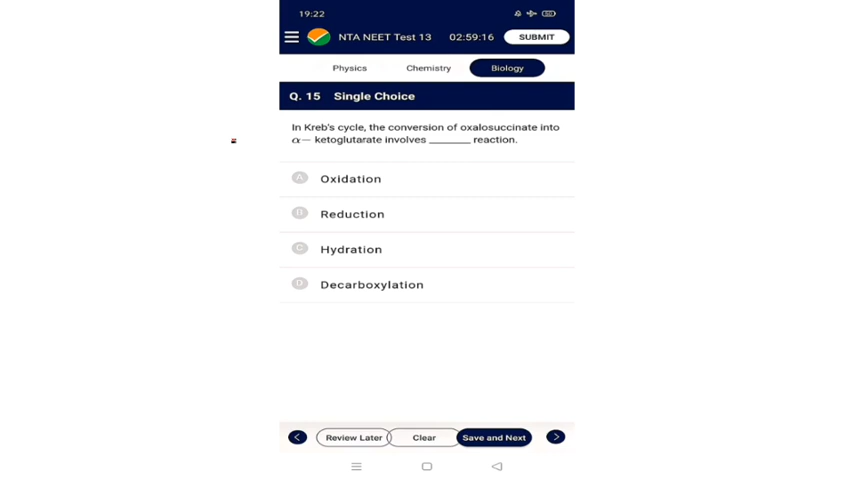 19:22
NTA NEET Test 13 02:59:16 SUBMIT
Physics Chemistry Biology
Q. 15 Single Choice
In Kreb's cycle, the conversion of oxalosuccinate into
α− ketoglutarate involves ________ reaction.
A Oxidation
B Reduction
C Hydration
D Decarboxylation
Review Later Clear Save and Next